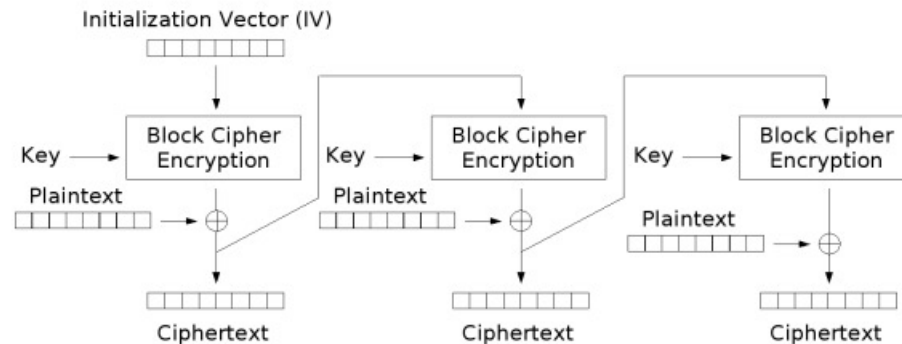 Initialization Vector (IV)
Key
Block Cipher
Encryption
Plaintext
Ciphertext
Key
Block Cipher
Encryption
Plaintext
Ciphertext
Key
Block Cipher
Encryption
Plaintext
Ciphertext